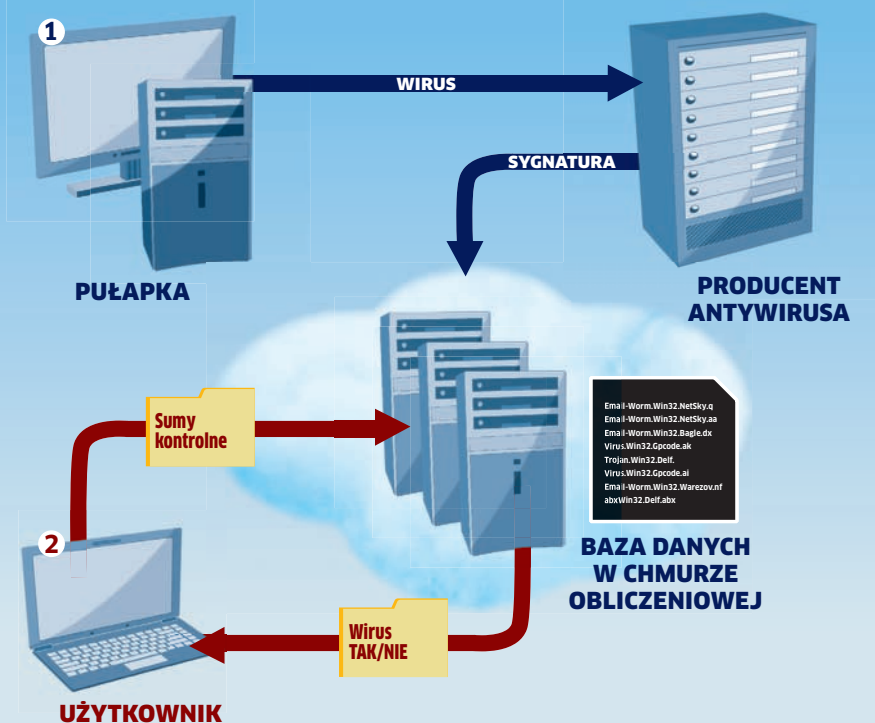 1
WIRUS
SYGNATURA
PUŁAPKA
PRODUCENT
ANTYWIRUSA
Sumy
kontrolne
Email-Worm.Win32.NetSky.q
Email-Worm.Win32.NetSky.aa
Email-Worm.Win32.Bagle.dx
Virus.Win32.Gpcode.ak
Trojan.Win32.Delf.
Virus.Win32.Gpcode.ai
Email-Worm.Win32.Warezov.nf
abxWin32.Delf.abx
2
BAZA DANYCH
W CHMURZE
OBLICZENIOWEJ
Wirus
TAK/NIE
UŻYTKOWNIK